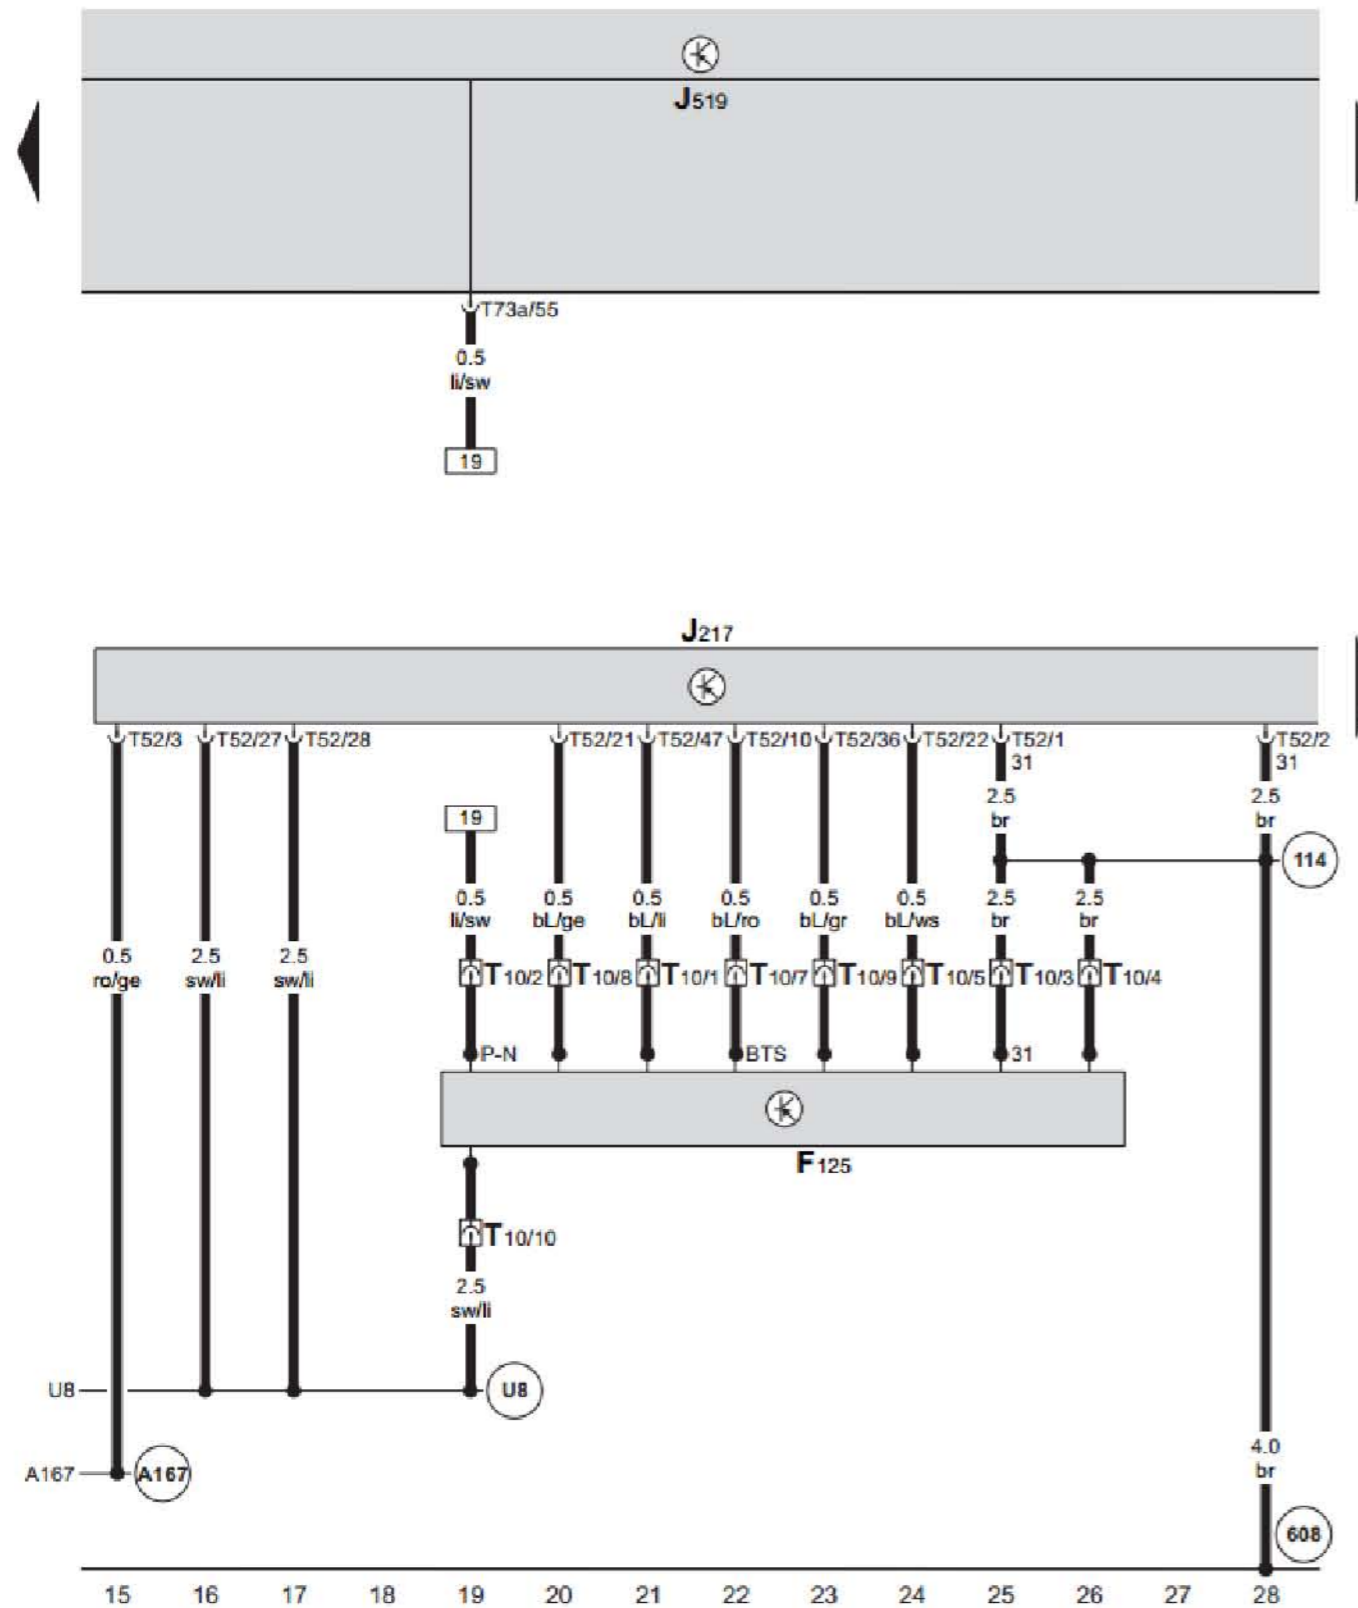 J519
T73a/55
0.5
li/sw
19
J217
T52/3 T52/27 T52/28 T52/21 T52/47 T52/10 T52/36 T52/22 T52/1 T52/2
31 31
2.5 2.5
br br
19
114
0.5 0.5 0.5 0.5 0.5 0.5 2.5 2.5
li/sw bL/ge bL/li bL/ro bL/gr bL/ws br br
0.5 2.5 2.5
ro/ge sw/li sw/li
T10/2 T10/8 T10/1 T10/7 T10/9 T10/5 T10/3 T10/4
P-N BTS 31
F125
T10/10
2.5
sw/li
U8 U8
4.0
br
A167 A167
608
15 16 17 18 19 20 21 22 23 24 25 26 27 28